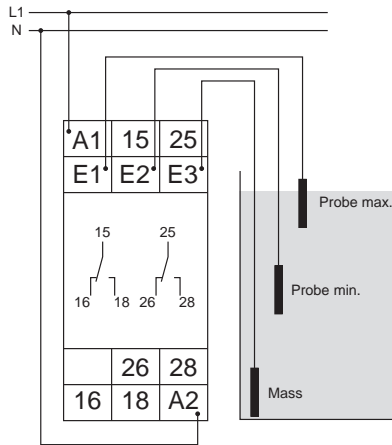 L1
N
A1 15 25
E1 E2 E3
Probe max.
15 25
Probe min.
16 18 26 28
26 28
Mass
16 18 A2